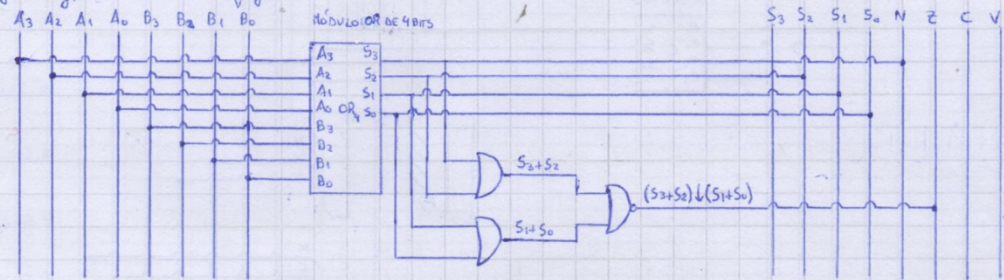 A3 A2 A1 A0 B3 B2 B1 B0
MÓDULO OR DE 4 BITS
S3 S2 S1 S0 N Z C V
A3 S3
A2 S2
A1 S1
A0 OR4 S0
B3
B2
B1
B0
S3+S2
(S3+S2)↓(S1+S0)
S1+S0